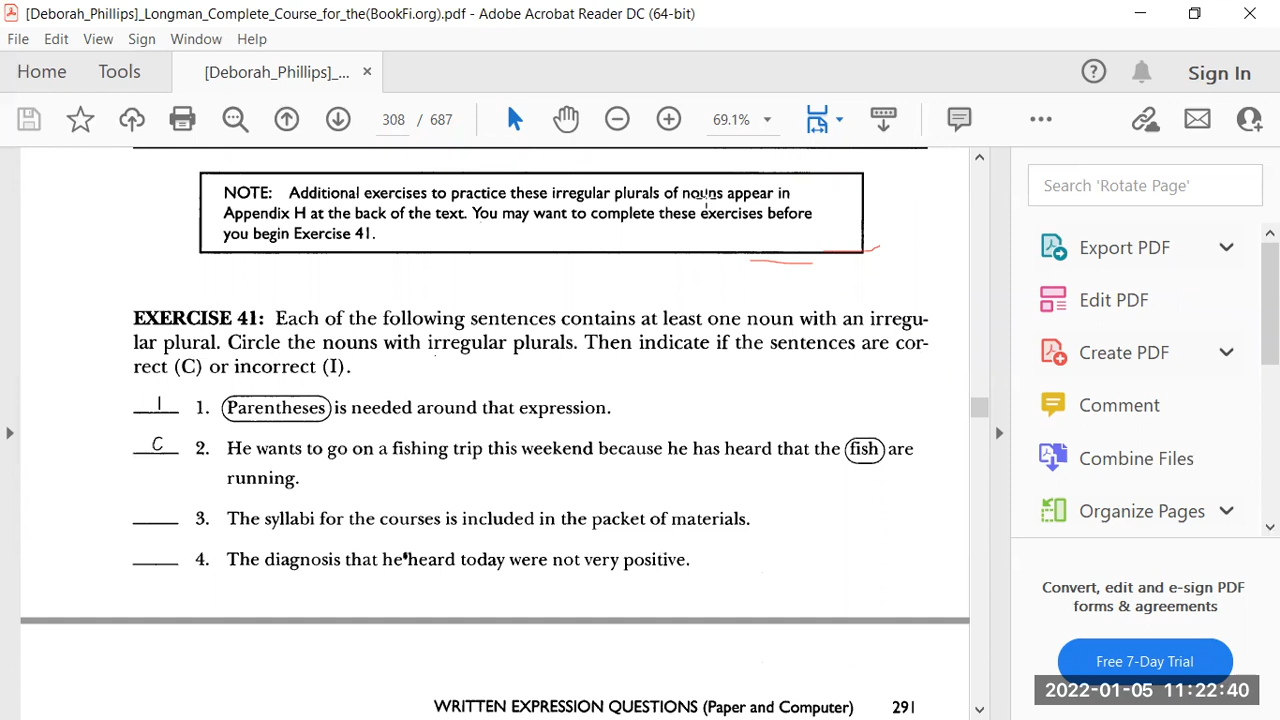 [Deborah_Phillips]_Longman_Complete_Course_for_the(BookFi.org).pdf - Adobe Acrobat Reader DC (64-bit)
File Edit View Sign Window Help
Home Tools [Deborah_Phillips]_... × Sign In
308 / 687 69.1%
NOTE: Additional exercises to practice these irregular plurals of nouns appear in
Appendix H at the back of the text. You may want to complete these exercises before
you begin Exercise 41.
EXERCISE 41: Each of the following sentences contains at least one noun with an irregu-
lar plural. Circle the nouns with irregular plurals. Then indicate if the sentences are cor-
rect (C) or incorrect (I).
I 1. Parentheses is needed around that expression.
C 2. He wants to go on a fishing trip this weekend because he has heard that the fish are
running.
____ 3. The syllabi for the courses is included in the packet of materials.
____ 4. The diagnosis that he heard today were not very positive.
WRITTEN EXPRESSION QUESTIONS (Paper and Computer) 291
Search 'Rotate Page'
Export PDF
Edit PDF
Create PDF
Comment
Combine Files
Organize Pages
Convert, edit and e-sign PDF
forms & agreements
Free 7-Day Trial
2022-01-05 11:22:40